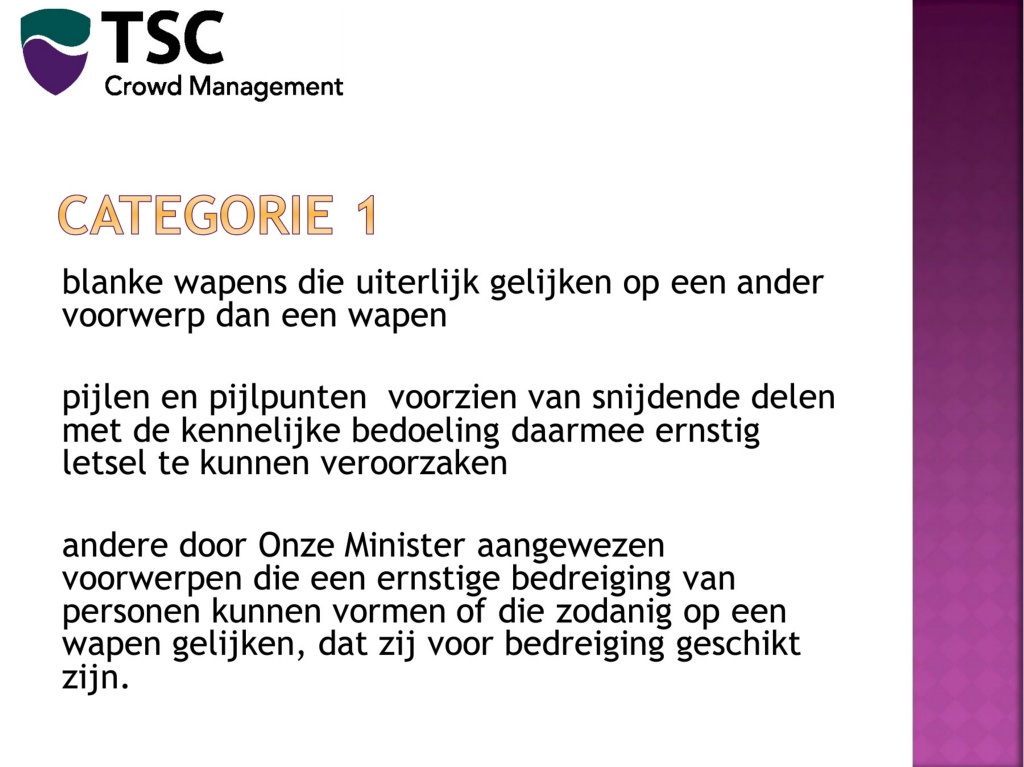 TSC
Crowd Management
CATEGORIE 1
blanke wapens die uiterlijk gelijken op een ander
voorwerp dan een wapen
pijlen en pijlpunten  voorzien van snijdende delen
met de kennelijke bedoeling daarmee ernstig
letsel te kunnen veroorzaken
andere door Onze Minister aangewezen
voorwerpen die een ernstige bedreiging van
personen kunnen vormen of die zodanig op een
wapen gelijken, dat zij voor bedreiging geschikt
zijn.